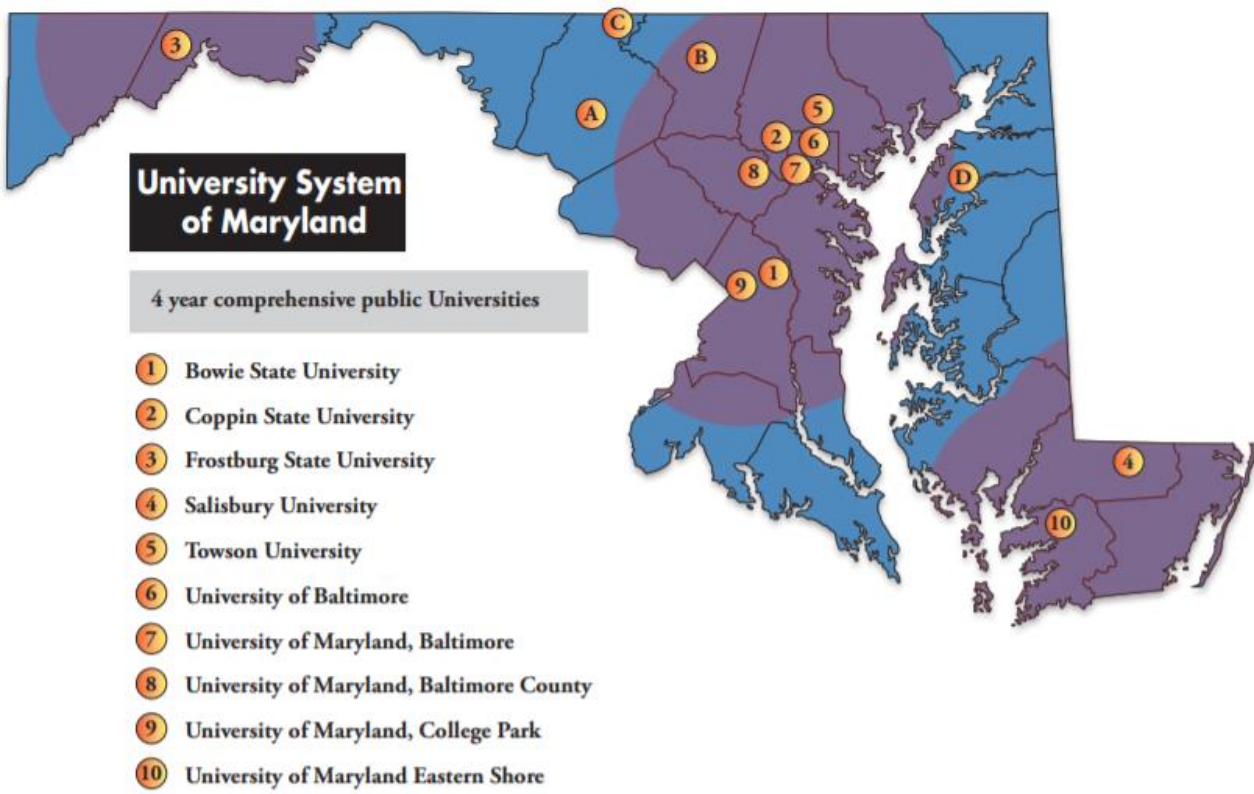 C
3
B
A
5
2
6
8
7
D
University System
of Maryland
1
9
4 year comprehensive public Universities
1 Bowie State University
2 Coppin State University
3 Frostburg State University
4
4 Salisbury University
10
5 Towson University
6 University of Baltimore
7 University of Maryland, Baltimore
8 University of Maryland, Baltimore County
9 University of Maryland, College Park
10 University of Maryland Eastern Shore